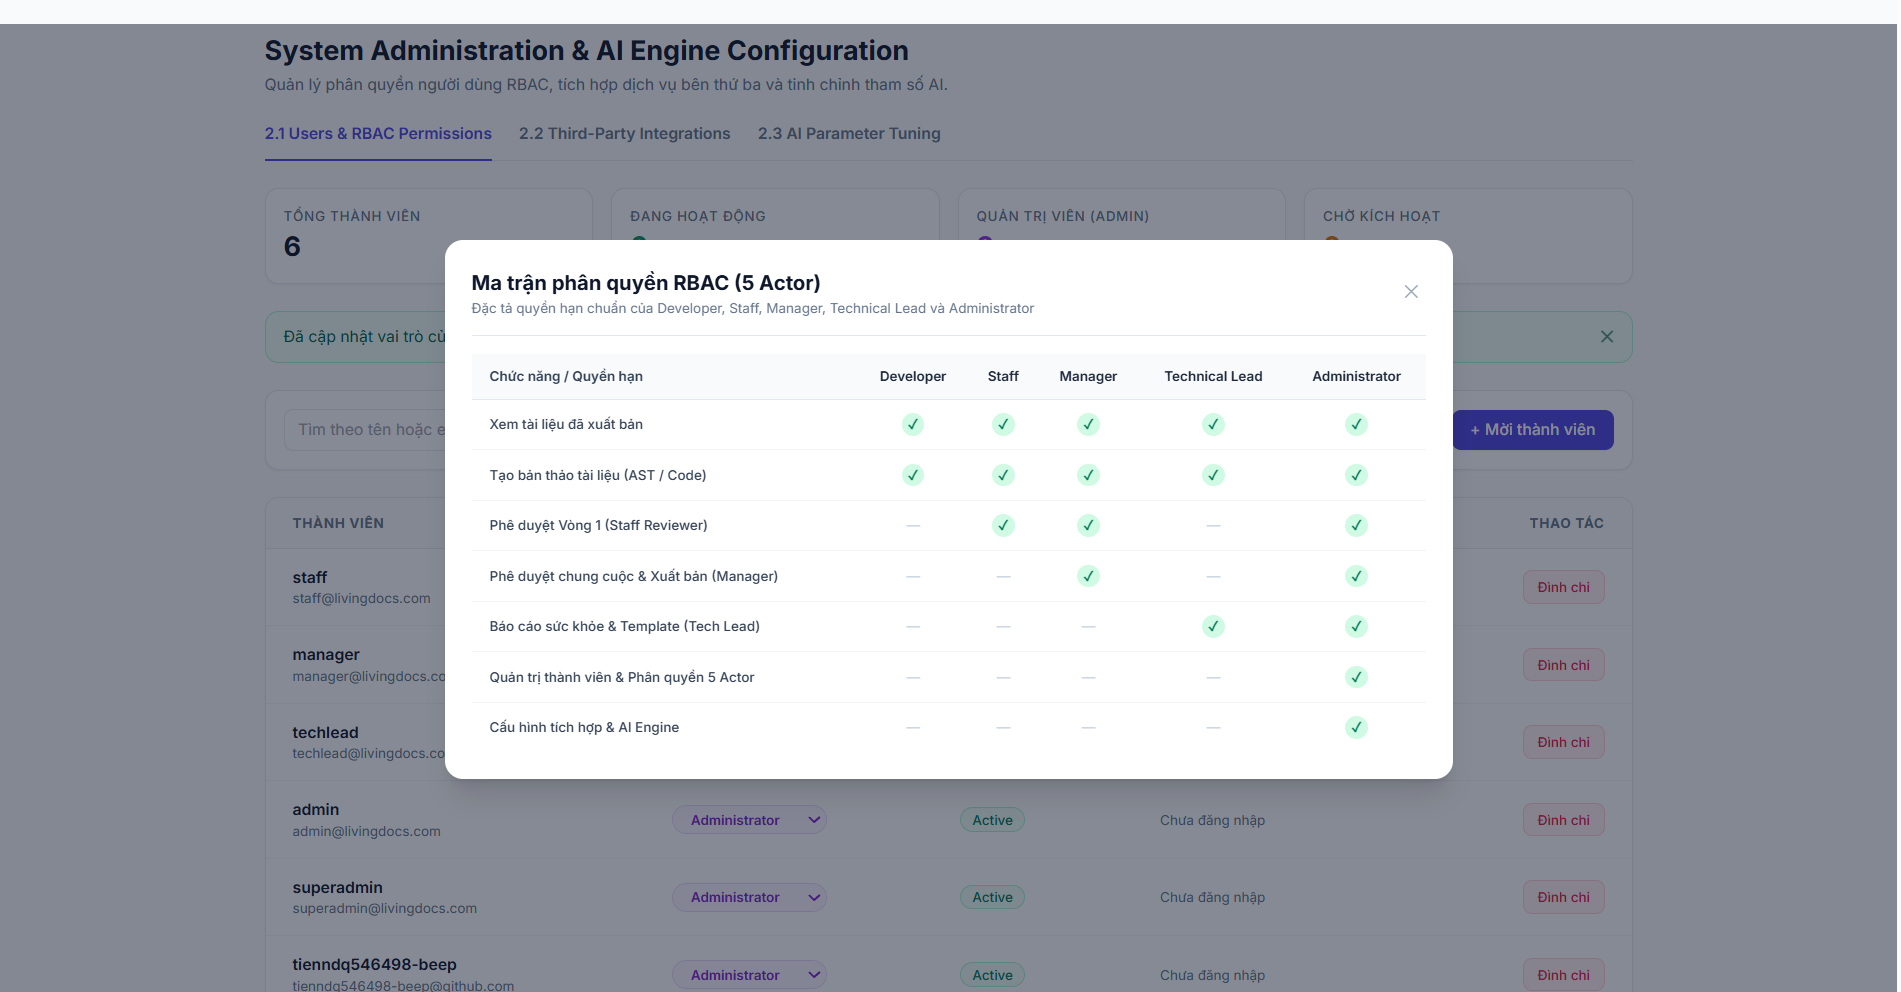 System Administration & AI Engine Configuration
Quản lý phân quyền người dùng RBAC, tích hợp dịch vụ bên thứ ba và tinh chỉnh tham số AI.
2.1 Users & RBAC Permissions 2.2 Third-Party Integrations 2.3 AI Parameter Tuning
TỔNG THÀNH VIÊN ĐANG HOẠT ĐỘNG QUẢN TRỊ VIÊN (ADMIN) CHỜ KÍCH HOẠT
6
Ma trận phân quyền RBAC (5 Actor)
Đặc tả quyền hạn chuẩn của Developer, Staff, Manager, Technical Lead và Administrator
Đã cập nhật vai trò
Chức năng / Quyền hạn Developer Staff Manager Technical Lead Administrator
Xem tài liệu đã xuất bản ✓ ✓ ✓ ✓ ✓
Tìm theo tên hoặc + Mời thành viên
Tạo bản thảo tài liệu (AST / Code) ✓ ✓ ✓ ✓ ✓
THÀNH VIÊN THAO TÁC
Phê duyệt Vòng 1 (Staff Reviewer) — ✓ ✓ — ✓
Phê duyệt chung cuộc & Xuất bản (Manager) — — ✓ — ✓
staff Đình chỉ
staff@livingdocs.com
Báo cáo sức khỏe & Template (Tech Lead) — — — ✓ ✓
manager Đình chỉ
manager@livingdocs.co
Quản trị thành viên & Phân quyền 5 Actor — — — — ✓
Cấu hình tích hợp & AI Engine — — — — ✓
techlead Đình chỉ
techlead@livingdocs.co
admin Administrator Active Chưa đăng nhập Đình chỉ
admin@livingdocs.com
superadmin Administrator Active Chưa đăng nhập Đình chỉ
superadmin@livingdocs.com
tienndq546498-beep Administrator Active Chưa đăng nhập Đình chỉ
tienndq546498-beep@github.com